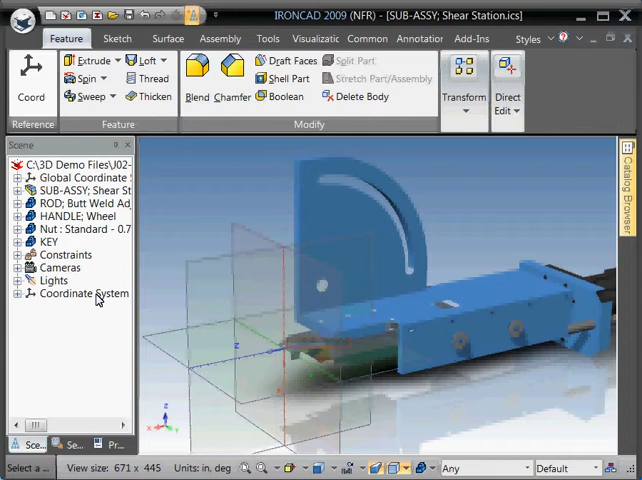 IRONCAD 2009 (NFR) - [SUB-ASSY; Shear Station.ics]
Feature Sketch Surface Assembly Tools Visualization Common Annotation Add-Ins Styles
Extrude Loft Draft Faces Split Part
Coord Spin Thread Blend Chamfer Shell Part Stretch Part/Assembly Transform Direct Edit
Sweep Thicken Boolean Delete Body
Reference Feature Modify
Scene
C:\3D Demo Files\J02-
Global Coordinate S
SUB-ASSY; Shear St
ROD; Butt Weld Ad
HANDLE; Wheel
Nut : Standard - 0.7
KEY
Constraints
Cameras
Lights
Coordinate System
Catalog Browser
Z
X
X Y
Sce... Se... Pr...
Select a ... View size: 671 x 445 Units: in, deg Any Default